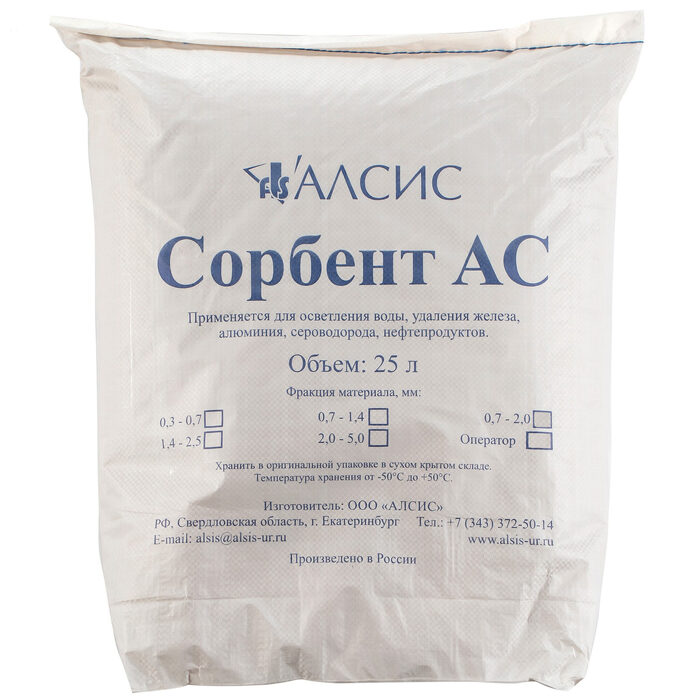 als АЛСИС
Сорбент АС
Применяется для осветления воды, удаления железа,
алюминия, сероводорода, нефтепродуктов.
Объем: 25 л
Фракция материала, мм:
0,3 - 0,7 0,7 - 1,4 0,7 - 2,0
1,4 - 2,5 2,0 - 5,0 Оператор
Хранить в оригинальной упаковке в сухом крытом складе.
Температура хранения от -50°С до +50°С.
Изготовитель: ООО «АЛСИС»
РФ, Свердловская область, г. Екатеринбург Тел.: +7 (343) 372-50-14
E-mail: alsis@alsis-ur.ru www.alsis-ur.ru
Произведено в России